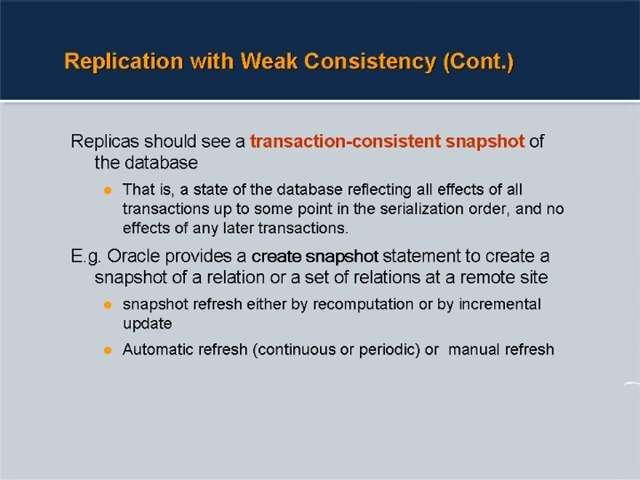 Replication with Weak Consistency (Cont.)
Replicas should see a transaction-consistent snapshot of
the database
That is, a state of the database reflecting all effects of all
transactions up to some point in the serialization order, and no
effects of any later transactions.
E.g. Oracle provides a create snapshot statement to create a
snapshot of a relation or a set of relations at a remote site
snapshot refresh either by recomputation or by incremental
update
Automatic refresh (continuous or periodic) or manual refresh